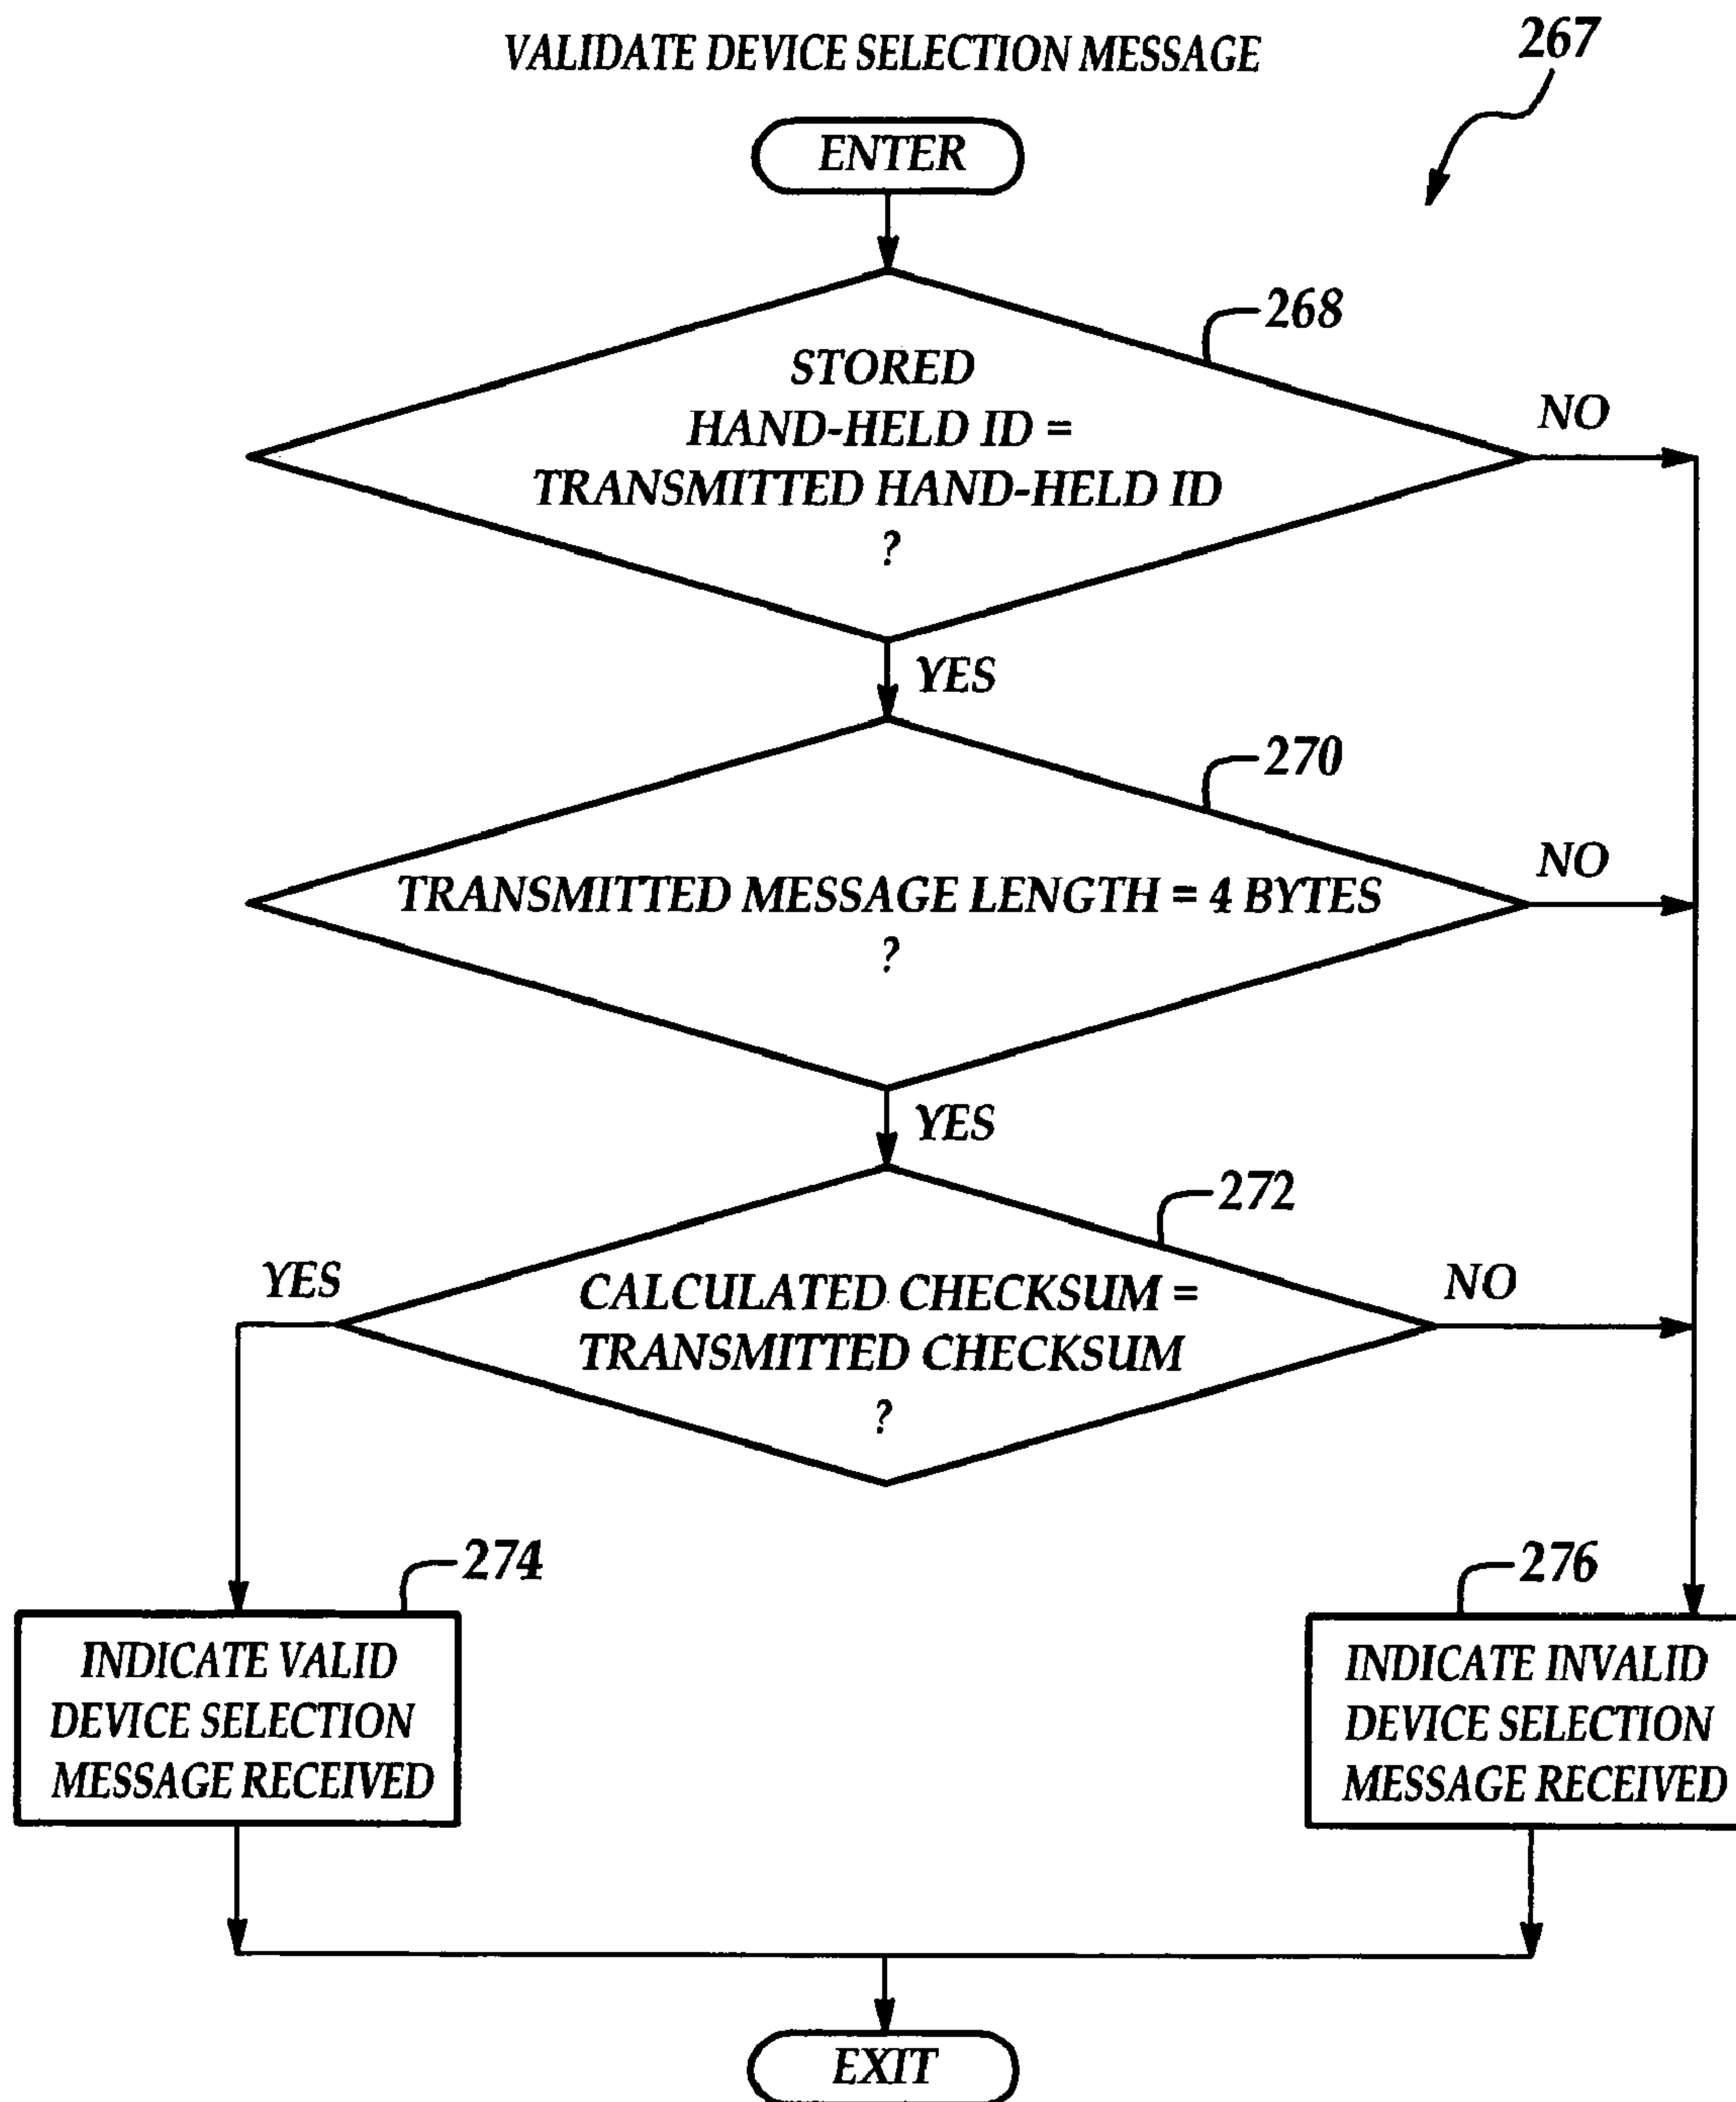 VALIDATE DEVICE SELECTION MESSAGE
267
ENTER
268
STORED
HAND-HELD ID =
TRANSMITTED HAND-HELD ID
?
NO
YES
270
TRANSMITTED MESSAGE LENGTH = 4 BYTES
?
NO
YES
272
CALCULATED CHECKSUM =
TRANSMITTED CHECKSUM
?
YES
NO
274
INDICATE VALID
DEVICE SELECTION
MESSAGE RECEIVED
276
INDICATE INVALID
DEVICE SELECTION
MESSAGE RECEIVED
EXIT